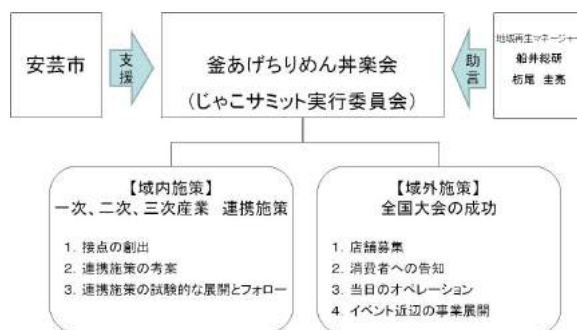 安芸市
支援
釜あげちりめん丼楽会
(じゃこサミット実行委員会)
助言
地域再生マネージャー
船井総研
栃尾 圭亮
【域内施策】
一次、二次、三次産業 連携施策
1. 接点の創出
2. 連携施策の考案
3. 連携施策の試験的な展開とフォロー
【域外施策】
全国大会の成功
1. 店舗募集
2. 消費者への告知
3. 当日のオペレーション
4. イベント近辺の事業展開